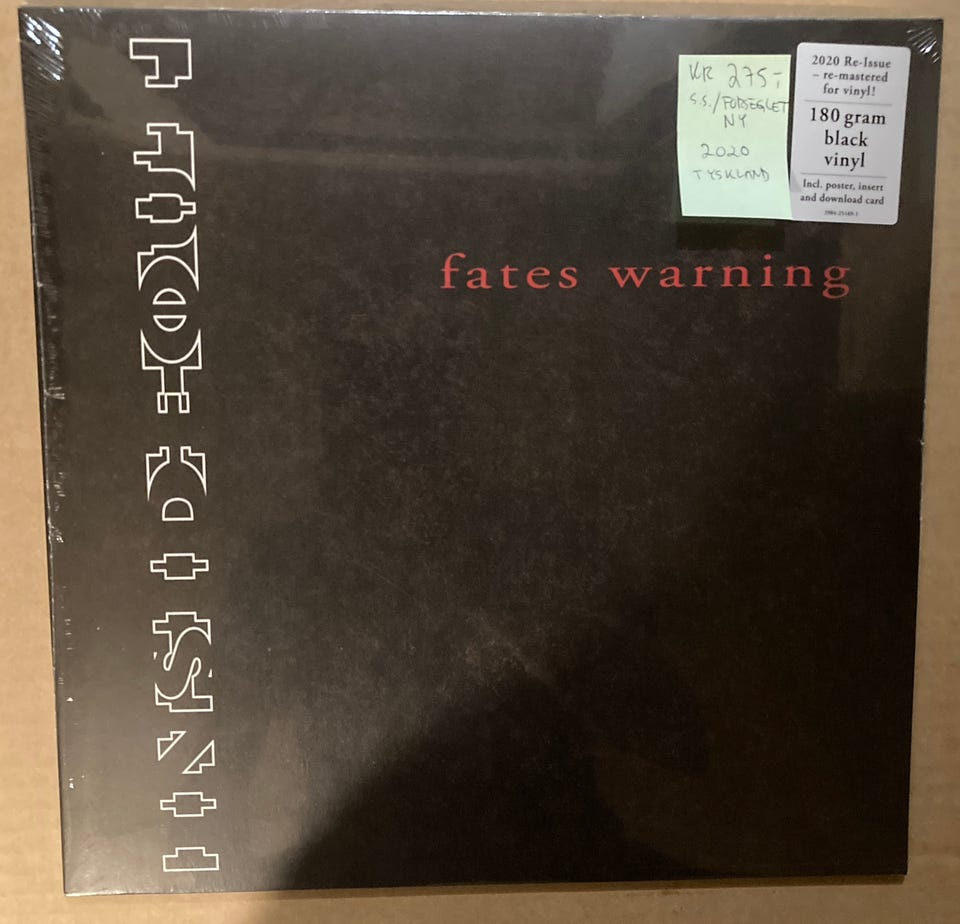 KR 275,-
S.S./FORSEGLET
NY
2020
TYSKLAND
2020 Re-Issue
– re-mastered
for vinyl!
180 gram
black
vinyl
Incl. poster, insert
and download card
fates warning